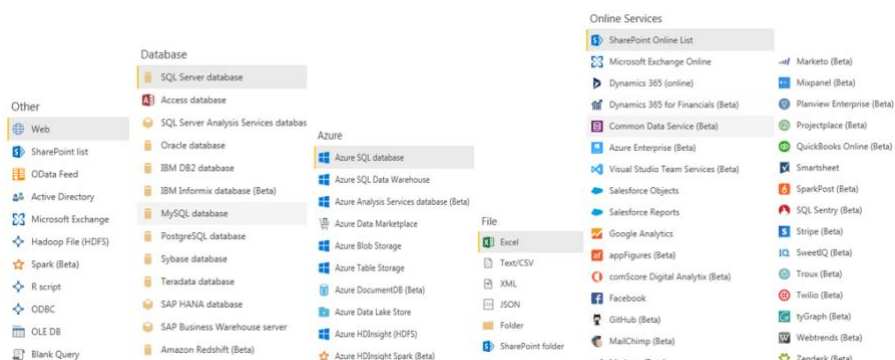 Other
Web
SharePoint list
OData Feed
Active Directory
Microsoft Exchange
Hadoop File (HDFS)
Spark (Beta)
R script
ODBC
OLE DB
Blank Query
Database
SQL Server database
Access database
SQL Server Analysis Services databas
Oracle database
IBM DB2 database
IBM Informix database (Beta)
MySQL database
PostgreSQL database
Sybase database
Teradata database
SAP HANA database
SAP Business Warehouse server
Amazon Redshift (Beta)
Azure
Azure SQL database
Azure SQL Data Warehouse
Azure Analysis Services database (Beta)
Azure Data Marketplace
Azure Blob Storage
Azure Table Storage
Azure DocumentDB (Beta)
Azure Data Lake Store
Azure HDInsight (HDFS)
Azure HDInsight Spark (Beta)
File
Excel
Text/CSV
XML
JSON
Folder
SharePoint folder
Online Services
SharePoint Online List
Microsoft Exchange Online
Dynamics 365 (online)
Dynamics 365 for Financials (Beta)
Common Data Service (Beta)
Azure Enterprise (Beta)
Visual Studio Team Services (Beta)
Salesforce Objects
Salesforce Reports
Google Analytics
appFigures (Beta)
comScore Digital Analytix (Beta)
Facebook
GitHub (Beta)
MailChimp (Beta)
Marketo (Beta)
Mixpanel (Beta)
Planview Enterprise (Beta)
Projectplace (Beta)
QuickBooks Online (Beta)
Smartsheet
SparkPost (Beta)
SQL Sentry (Beta)
Stripe (Beta)
SweetIQ (Beta)
Troux (Beta)
Twilio (Beta)
tyGraph (Beta)
Webtrends (Beta)
Zendesk (Beta)